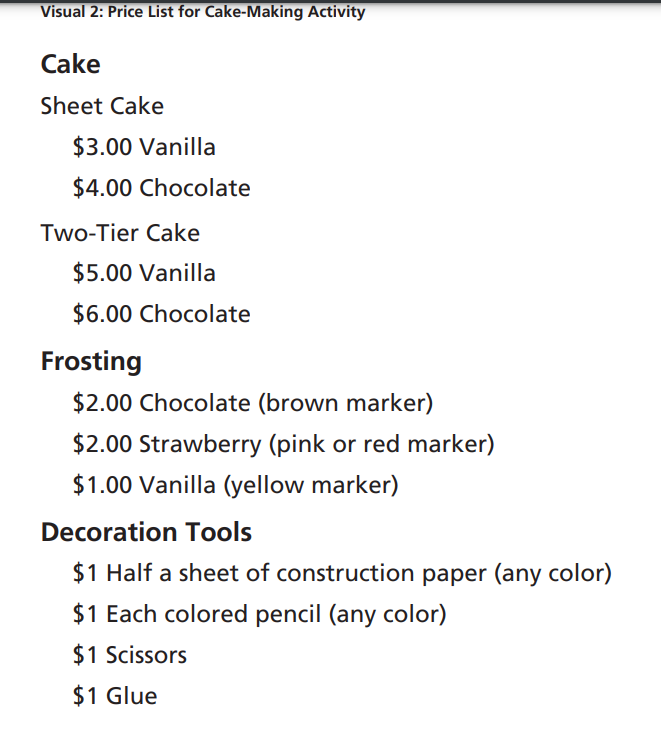 Visual 2: Price List for Cake-Making Activity
Cake
Sheet Cake
$3.00 Vanilla
$4.00 Chocolate
Two-Tier Cake
$5.00 Vanilla
$6.00 Chocolate
Frosting
$2.00 Chocolate (brown marker)
$2.00 Strawberry (pink or red marker)
$1.00 Vanilla (yellow marker)
Decoration Tools
$1 Half a sheet of construction paper (any color)
$1 Each colored pencil (any color)
$1 Scissors
$1 Glue